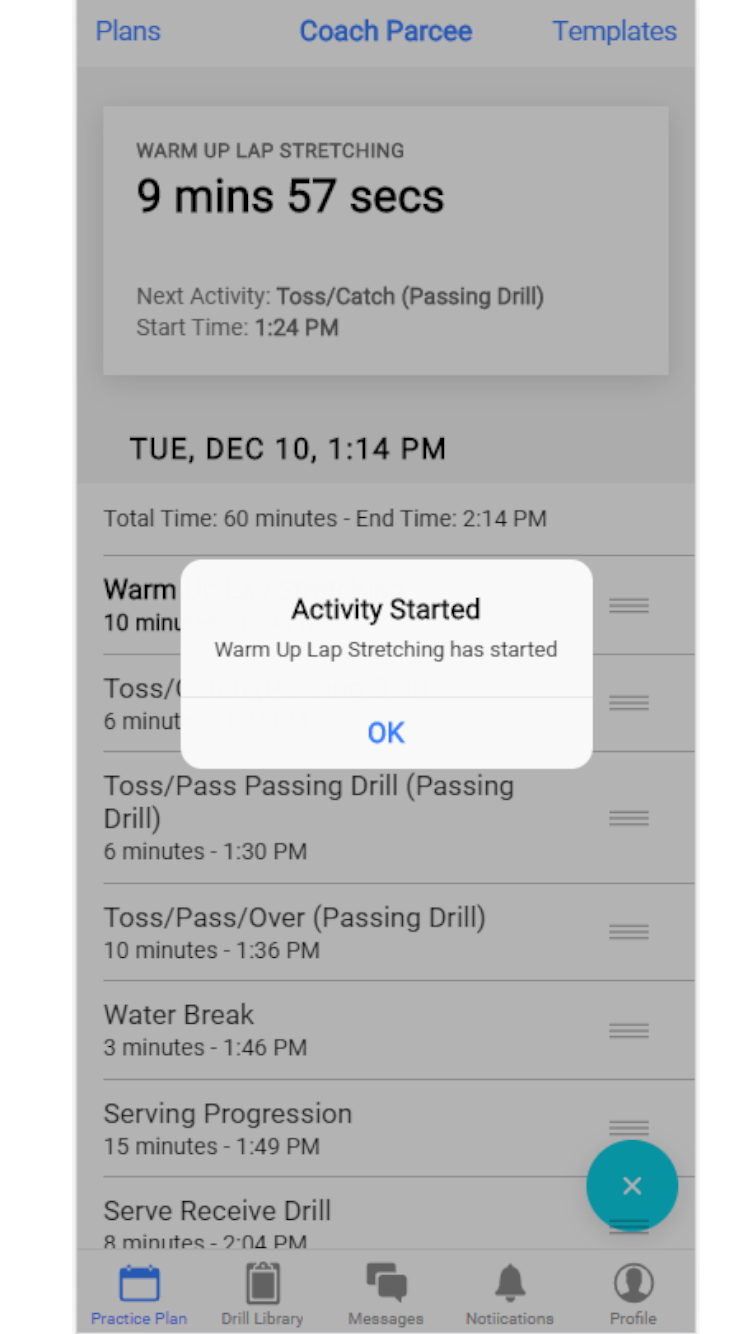 Plans Coach Parcee Templates
WARM UP LAP STRETCHING
9 mins 57 secs
Next Activity: Toss/Catch (Passing Drill)
Start Time: 1:24 PM
TUE, DEC 10, 1:14 PM
Total Time: 60 minutes - End Time: 2:14 PM
Warm
10 minu
Activity Started
Warm Up Lap Stretching has started
Toss/
6 minut
OK
Toss/Pass Passing Drill (Passing
Drill)
6 minutes - 1:30 PM
Toss/Pass/Over (Passing Drill)
10 minutes - 1:36 PM
Water Break
3 minutes - 1:46 PM
Serving Progression
15 minutes - 1:49 PM
Serve Receive Drill
8 minutes - 2:04 PM
Practice Plan Drill Library Messages Notiications Profile